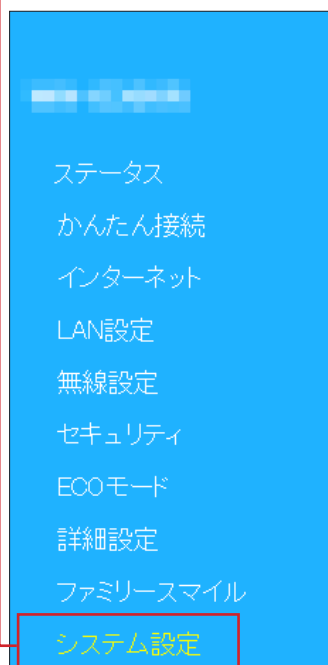 ステータス
かんたん接続
インターネット
LAN設定
無線設定
セキュリティ
ECOモード
詳細設定
ファミリースマイル
システム設定